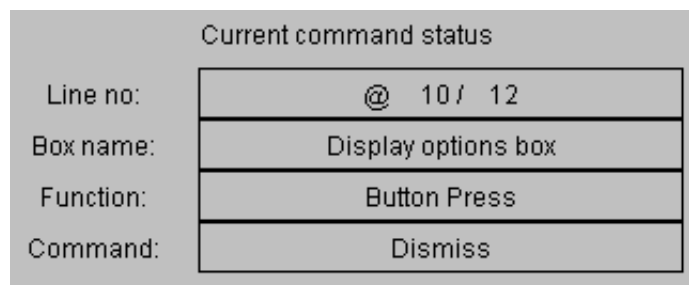 Current command status
Line no: @ 10 / 12
Box name: Display options box
Function: Button Press
Command: Dismiss